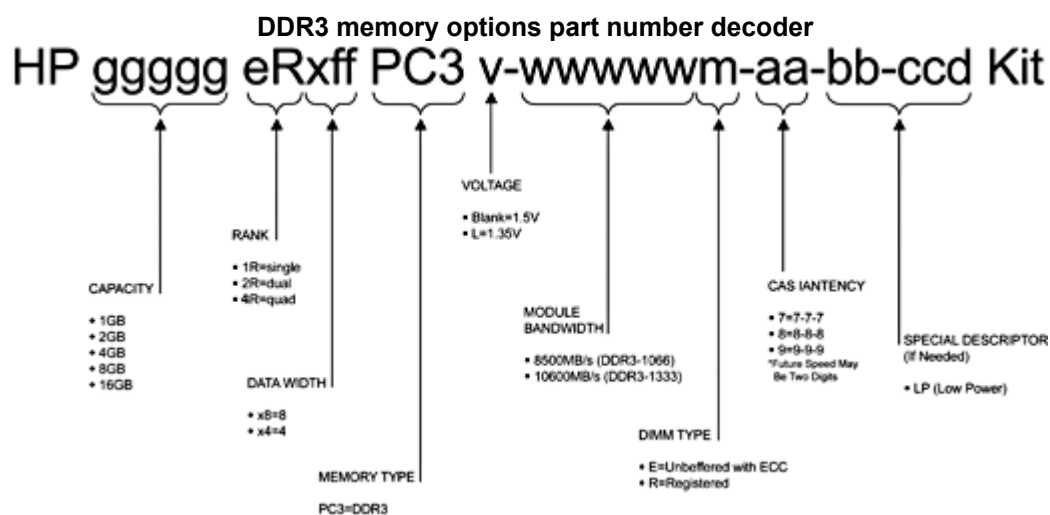 DDR3 memory options part number decoder
HP ggggg eRxff PC3 v-wwwwwm-aa-bb-ccd Kit
CAPACITY
• 1GB
• 2GB
• 4GB
• 8GB
• 16GB
RANK
• 1R=single
• 2R=dual
• 4R=quad
DATA WIDTH
• x8=8
• x4=4
MEMORY TYPE
PC3=DDR3
VOLTAGE
• Blank=1.5V
• L=1.35V
MODULE
BANDWIDTH
• 8500MB/s (DDR3-1066)
• 10600MB/s (DDR3-1333)
DIMM TYPE
• E=Unbeffered with ECC
• R=Registered
CAS IANTENCY
• 7=7-7-7
• 8=8-8-8
• 9=9-9-9
*Future Speed May
Be Two Digits
SPECIAL DESCRIPTOR
(If Needed)
• LP (Low Power)